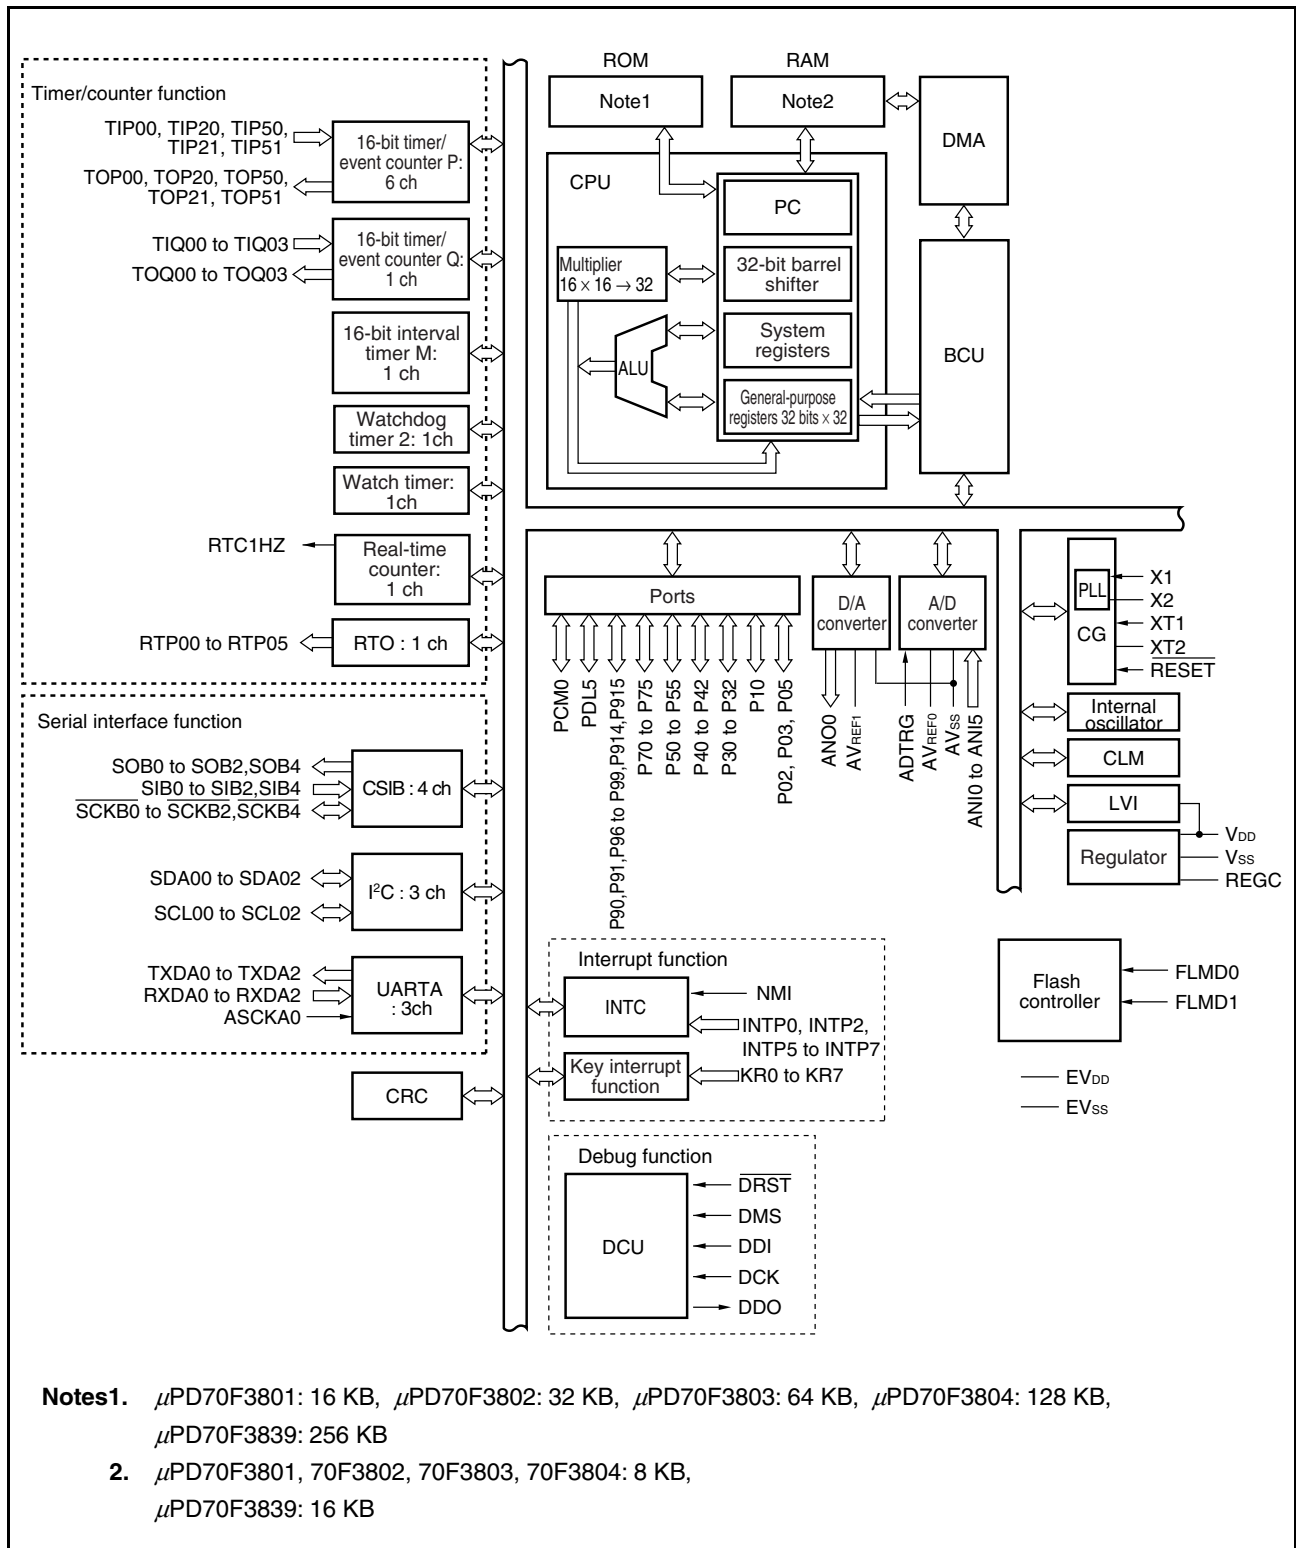 Timer/counter function
TIP00, TIP20, TIP50,
TIP21, TIP51
TOP00, TOP20, TOP50,
TOP21, TOP51
16-bit timer/
event counter P:
6 ch
TIQ00 to TIQ03
TOQ00 to TOQ03
16-bit timer/
event counter Q:
1 ch
16-bit interval
timer M:
1 ch
Watchdog
timer 2: 1ch
Watch timer:
1ch
RTC1HZ
Real-time
counter:
1 ch
RTP00 to RTP05
RTO : 1 ch
Serial interface function
SOB0 to SOB2,SOB4
SIB0 to SIB2,SIB4
S̅C̅K̅B̅0̅ to S̅C̅K̅B̅2̅,S̅C̅K̅B̅4̅
CSIB : 4 ch
SDA00 to SDA02
SCL00 to SCL02
I²C : 3 ch
TXDA0 to TXDA2
RXDA0 to RXDA2
ASCKA0
UARTA
: 3ch
CRC
ROM
Note1
RAM
Note2
DMA
CPU
PC
Multiplier
16 × 16 → 32
32-bit barrel
shifter
ALU
System
registers
General-purpose
registers 32 bits × 32
BCU
Ports
PCM0
PDL5
P90,P91,P96 to P99,P914,P915
P70 to P75
P50 to P55
P40 to P42
P30 to P32
P10
P02, P03, P05
D/A
converter
ANO0
AVREF1
A/D
converter
ADTRG
AVREF0
AVSS
ANI0 to ANI5
PLL
CG
X1
X2
XT1
XT2
R̅E̅S̅E̅T̅
Internal
oscillator
CLM
LVI
Regulator
VDD
VSS
REGC
Flash
controller
FLMD0
FLMD1
EVDD
EVSS
Interrupt function
INTC
NMI
INTP0, INTP2,
INTP5 to INTP7
Key interrupt
function
KR0 to KR7
Debug function
DCU
D̅R̅S̅T̅
DMS
DDI
DCK
DDO
Notes1. μPD70F3801: 16 KB, μPD70F3802: 32 KB, μPD70F3803: 64 KB, μPD70F3804: 128 KB,
μPD70F3839: 256 KB
2. μPD70F3801, 70F3802, 70F3803, 70F3804: 8 KB,
μPD70F3839: 16 KB